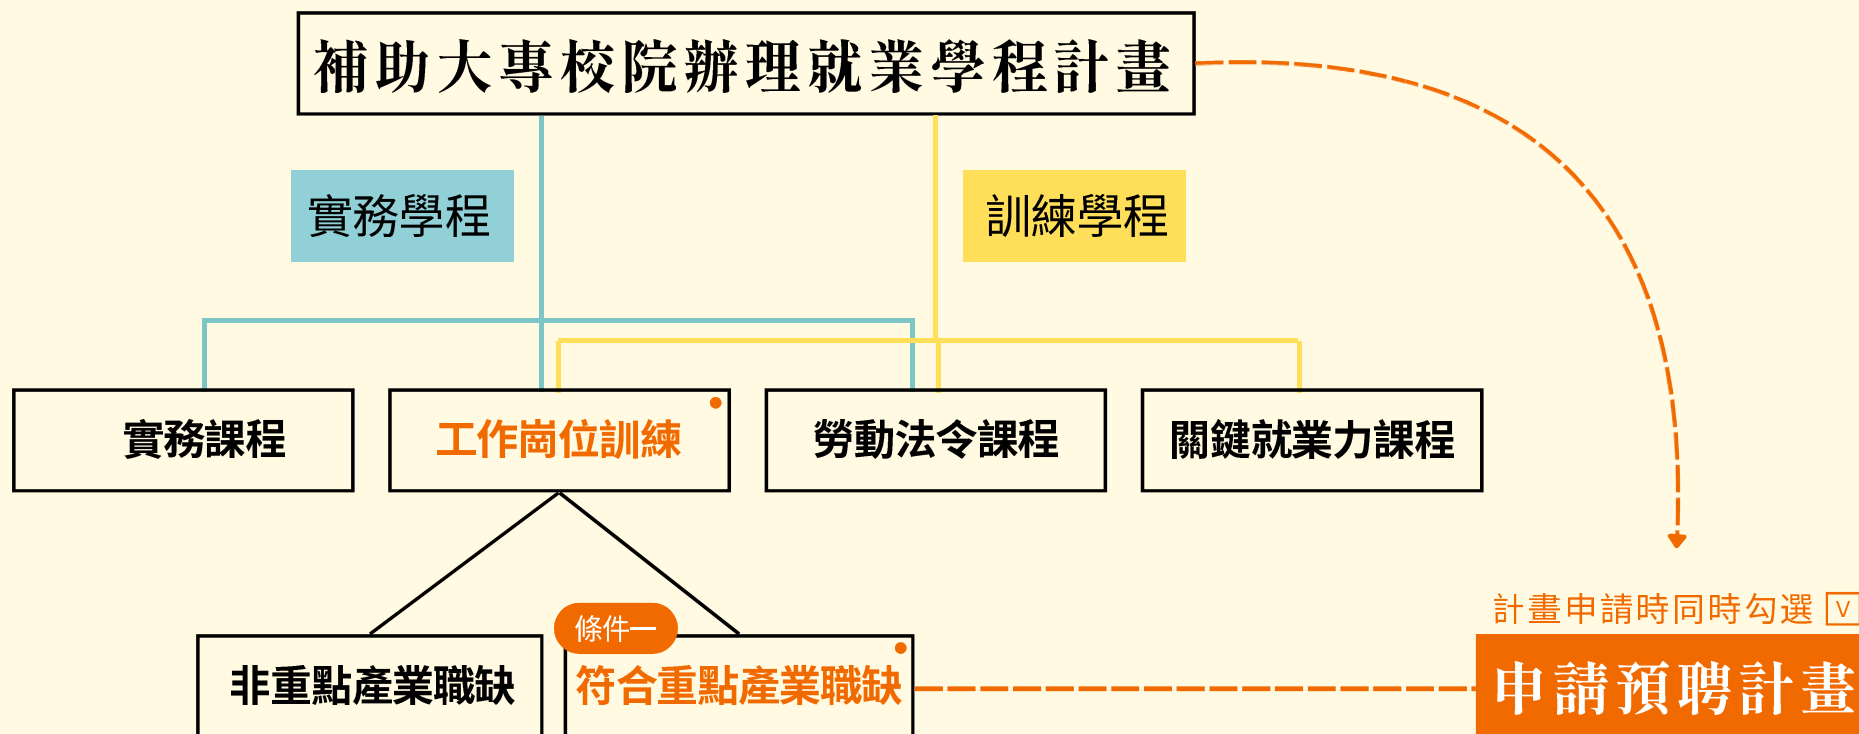 補助大專校院辦理就業學程計畫
實務學程
訓練學程
實務課程
工作崗位訓練
勞動法令課程
關鍵就業力課程
計畫申請時同時勾選 V
條件一
非重點產業職缺
符合重點產業職缺
申請預聘計畫